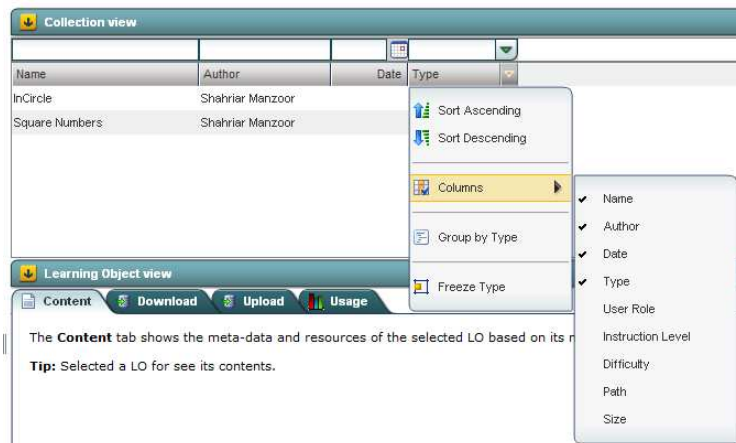 Collection view
Name Author Date Type
InCircle Shahriar Manzoor
Square Numbers Shahriar Manzoor
Sort Ascending
Sort Descending
Columns
Group by Type
Freeze Type
Name
Author
Date
Type
User Role
Instruction Level
Difficulty
Path
Size
Learning Object view
Content Download Upload Usage
The Content tab shows the meta-data and resources of the selected LO based on its
Tip: Selected a LO for see its contents.